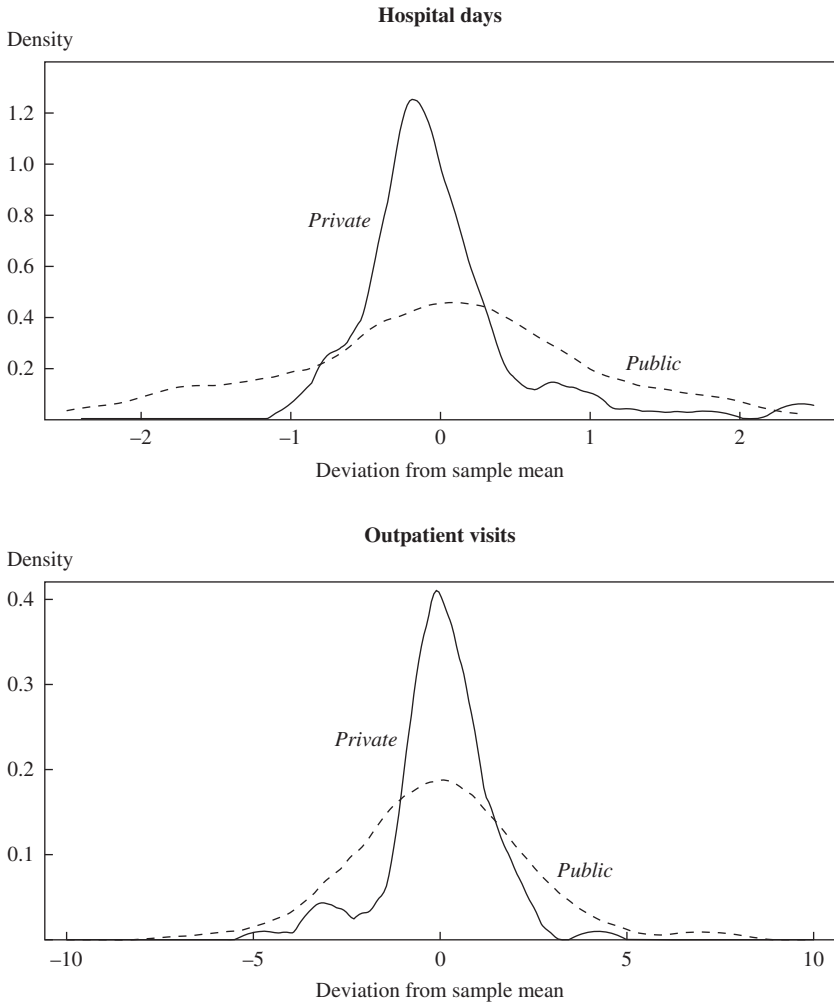 Hospital days
Density
1.2
1.0
0.8
Private
0.6
0.4
Public
0.2
–2 –1 0 1 2
Deviation from sample mean
Outpatient visits
Density
0.4
0.3
Private
0.2
Public
0.1
–10 –5 0 5 10
Deviation from sample mean